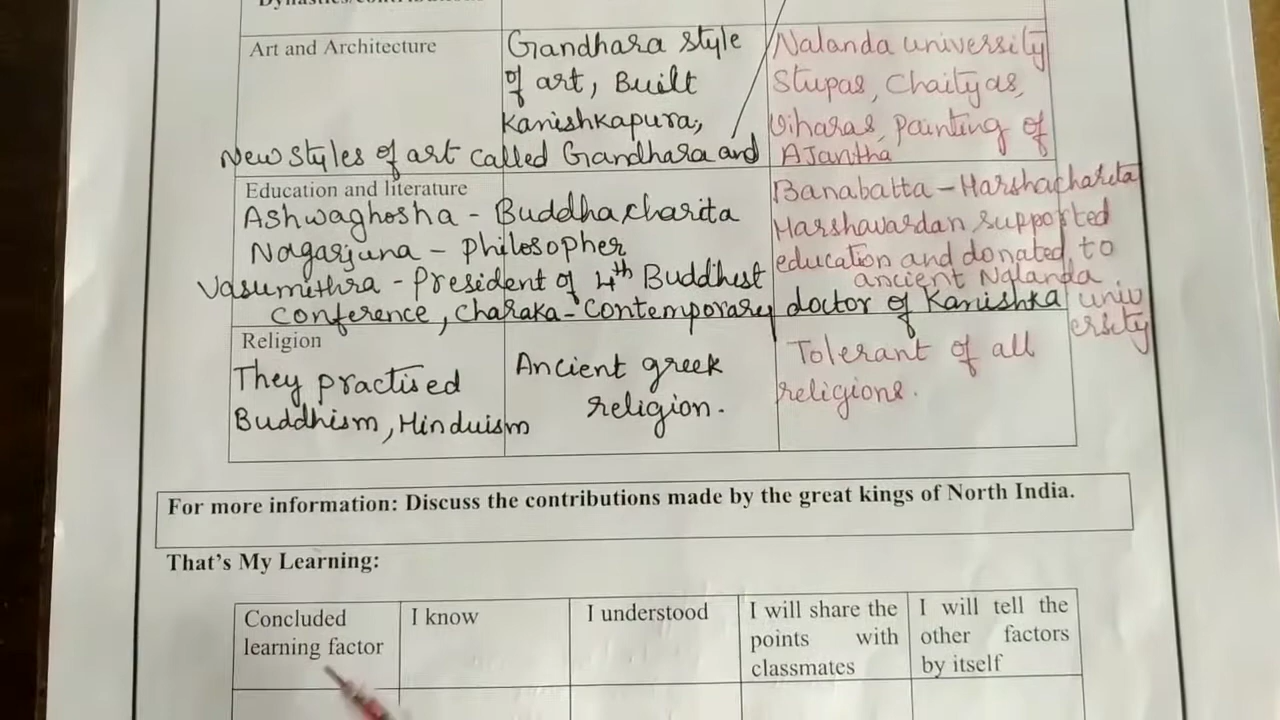 Art and Architecture
Gandhara style
of art, Built
Kanishkapura,
New styles of art called Gandhara and
Nalanda university
Stupas, Chaityas,
Viharas, painting of
AJantha
Education and literature
Ashwaghosha - Buddhacharita
Nagarjuna - philosopher
Vasumithra - president of 4th Buddhest
conference, charaka - contemporary doctor of Kanishka
Banabatta - Harshacharita
Harshavardan supported
education and donated to
ancient Nalanda
univ
ersity
Religion
They practised
Buddhism, Hinduism
Ancient greek
religion.
Tolerant of all
religions.
For more information: Discuss the contributions made by the great kings of North India.
That's My Learning:
Concluded
learning factor
I know
I understood
I will share the
points with
classmates
I will tell the
other factors
by itself